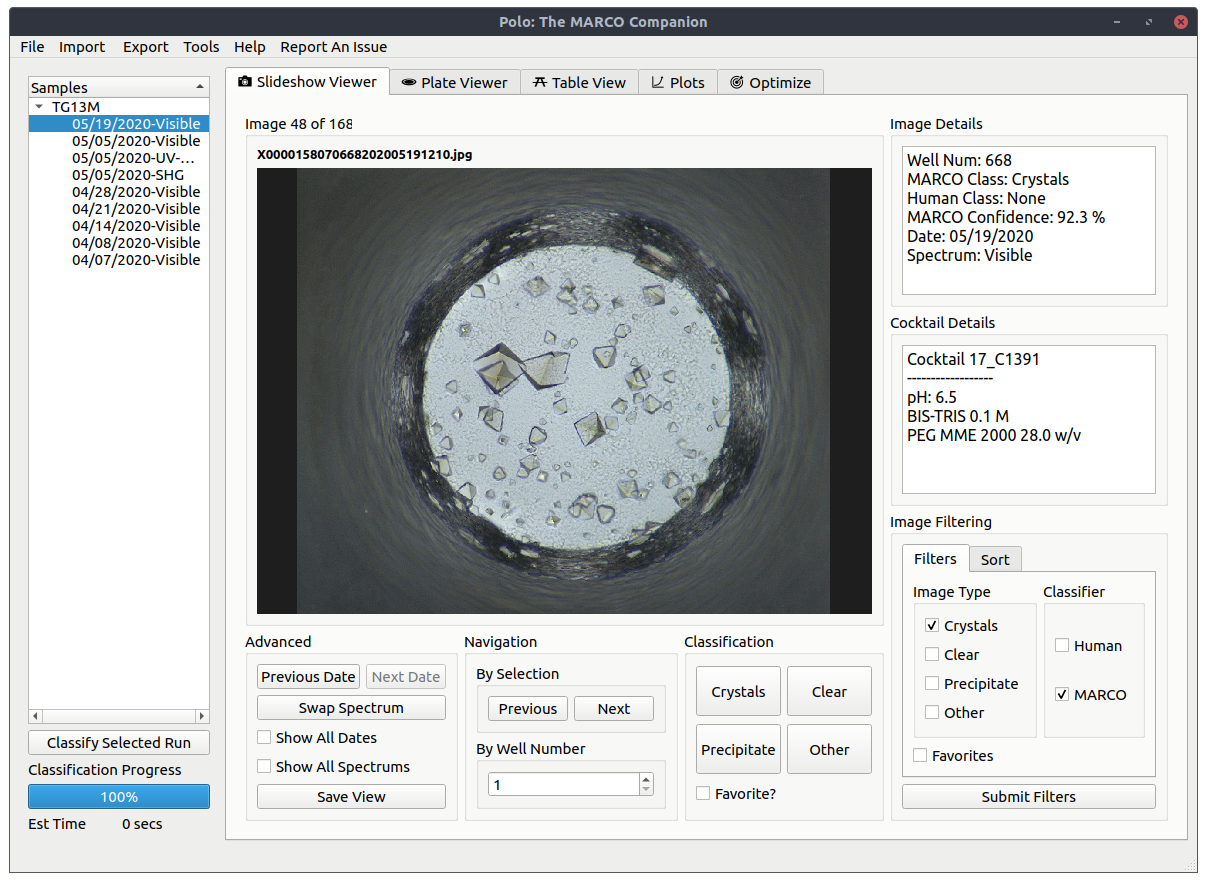 Polo: The MARCO Companion
File Import Export Tools Help Report An Issue
Samples
TG13M
05/19/2020-Visible
05/05/2020-Visible
05/05/2020-UV-...
05/05/2020-SHG
04/28/2020-Visible
04/21/2020-Visible
04/14/2020-Visible
04/08/2020-Visible
04/07/2020-Visible
Classify Selected Run
Classification Progress
100%
Est Time 0 secs
Slideshow Viewer Plate Viewer Table View Plots Optimize
Image 48 of 168
X0000158070668202005191210.jpg
Advanced
Previous Date Next Date
Swap Spectrum
Show All Dates
Show All Spectrums
Save View
Navigation
By Selection
Previous Next
By Well Number
1
Classification
Crystals Clear
Precipitate Other
Favorite?
Image Details
Well Num: 668
MARCO Class: Crystals
Human Class: None
MARCO Confidence: 92.3 %
Date: 05/19/2020
Spectrum: Visible
Cocktail Details
Cocktail 17_C1391
------------------
pH: 6.5
BIS-TRIS 0.1 M
PEG MME 2000 28.0 w/v
Image Filtering
Filters Sort
Image Type
Crystals
Clear
Precipitate
Other
Classifier
Human
MARCO
Favorites
Submit Filters